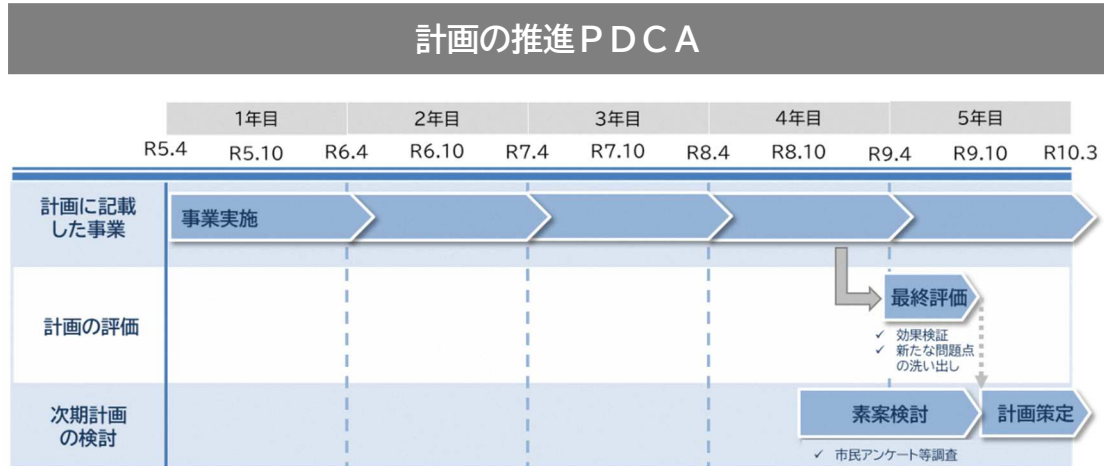 計画の推進ＰＤＣＡ
1年目 2年目 3年目 4年目 5年目
R5.4 R5.10 R6.4 R6.10 R7.4 R7.10 R8.4 R8.10 R9.4 R9.10 R10.3
計画に記載
した事業
事業実施
計画の評価
最終評価
✓ 効果検証
✓ 新たな問題点
の洗い出し
次期計画
の検討
素案検討
計画策定
✓ 市民アンケート等調査